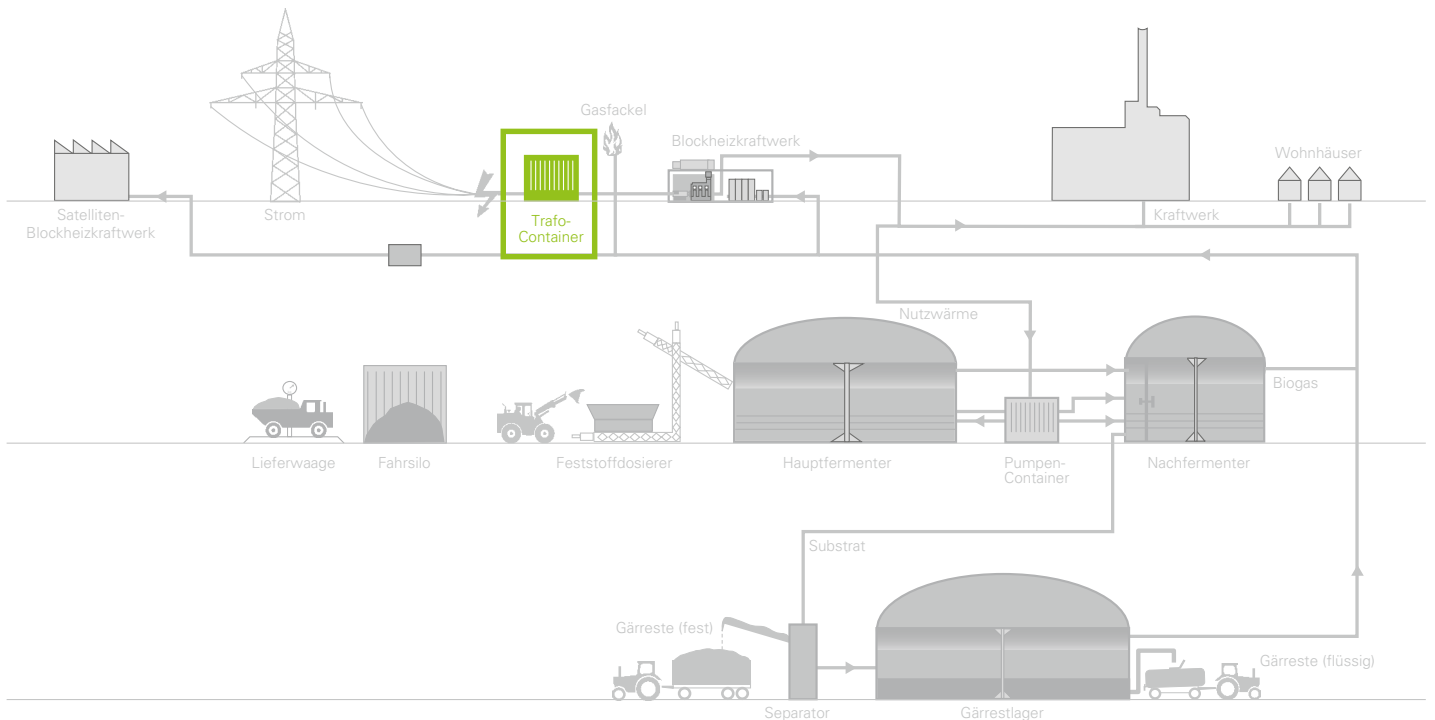 Gasfackel
Blockheizkraftwerk
Wohnhäuser
Satelliten-
Blockheizkraftwerk
Strom
Trafo-
Container
Kraftwerk
Nutzwärme
Biogas
Lieferwaage
Fahrsilo
Feststoffdosierer
Hauptfermenter
Pumpen-
Container
Nachfermenter
Substrat
Gärreste (fest)
Gärreste (flüssig)
Separator
Gärrestlager